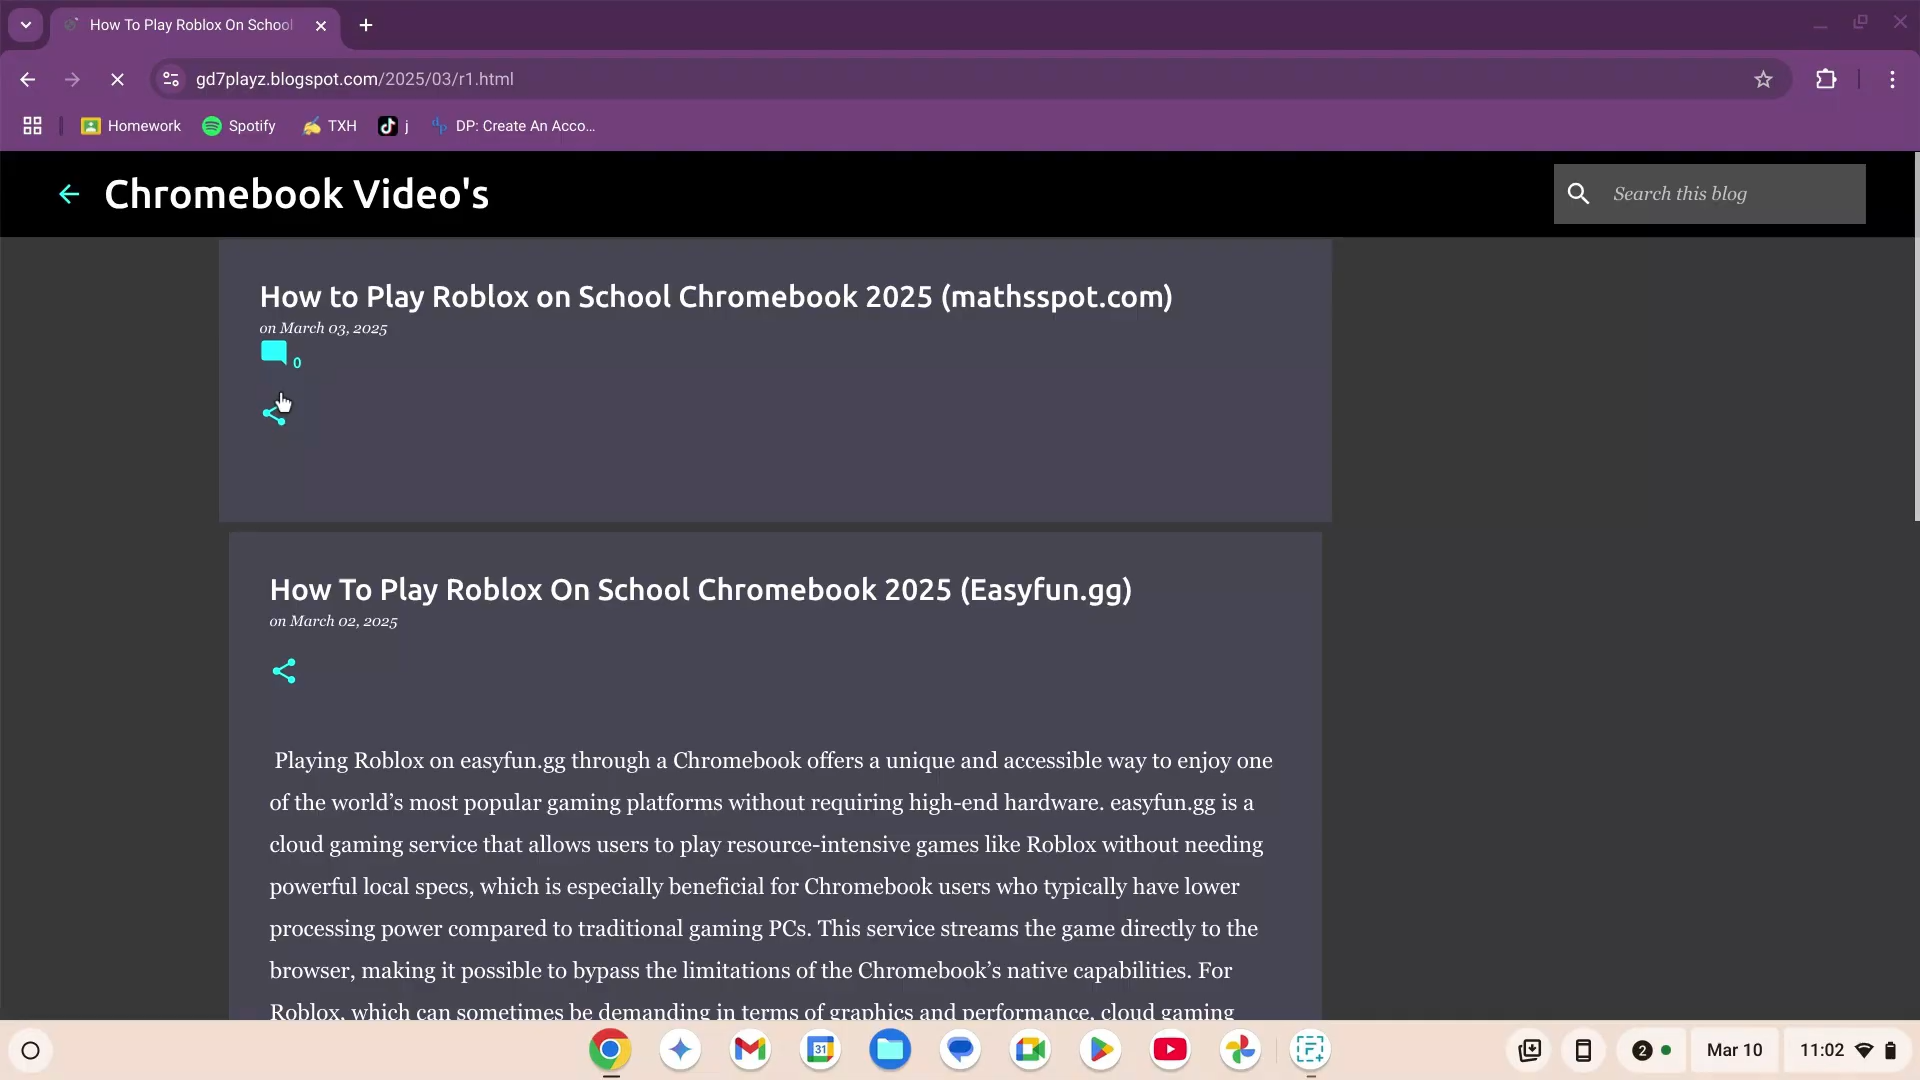 How To Play Roblox On School
gd7playz.blogspot.com/2025/03/r1.html
Homework
Spotify
TXH
j
dp
DP: Create An Acco...
Chromebook Video's
Search this blog
How to Play Roblox on School Chromebook 2025 (mathsspot.com)
on March 03, 2025
0
How To Play Roblox On School Chromebook 2025 (Easyfun.gg)
on March 02, 2025
Playing Roblox on easyfun.gg through a Chromebook offers a unique and accessible way to enjoy one
of the world’s most popular gaming platforms without requiring high-end hardware. easyfun.gg is a
cloud gaming service that allows users to play resource-intensive games like Roblox without needing
powerful local specs, which is especially beneficial for Chromebook users who typically have lower
processing power compared to traditional gaming PCs. This service streams the game directly to the
browser, making it possible to bypass the limitations of the Chromebook’s native capabilities. For
Roblox, which can sometimes be demanding in terms of graphics and performance, cloud gaming
31
2
Mar 10
11:02